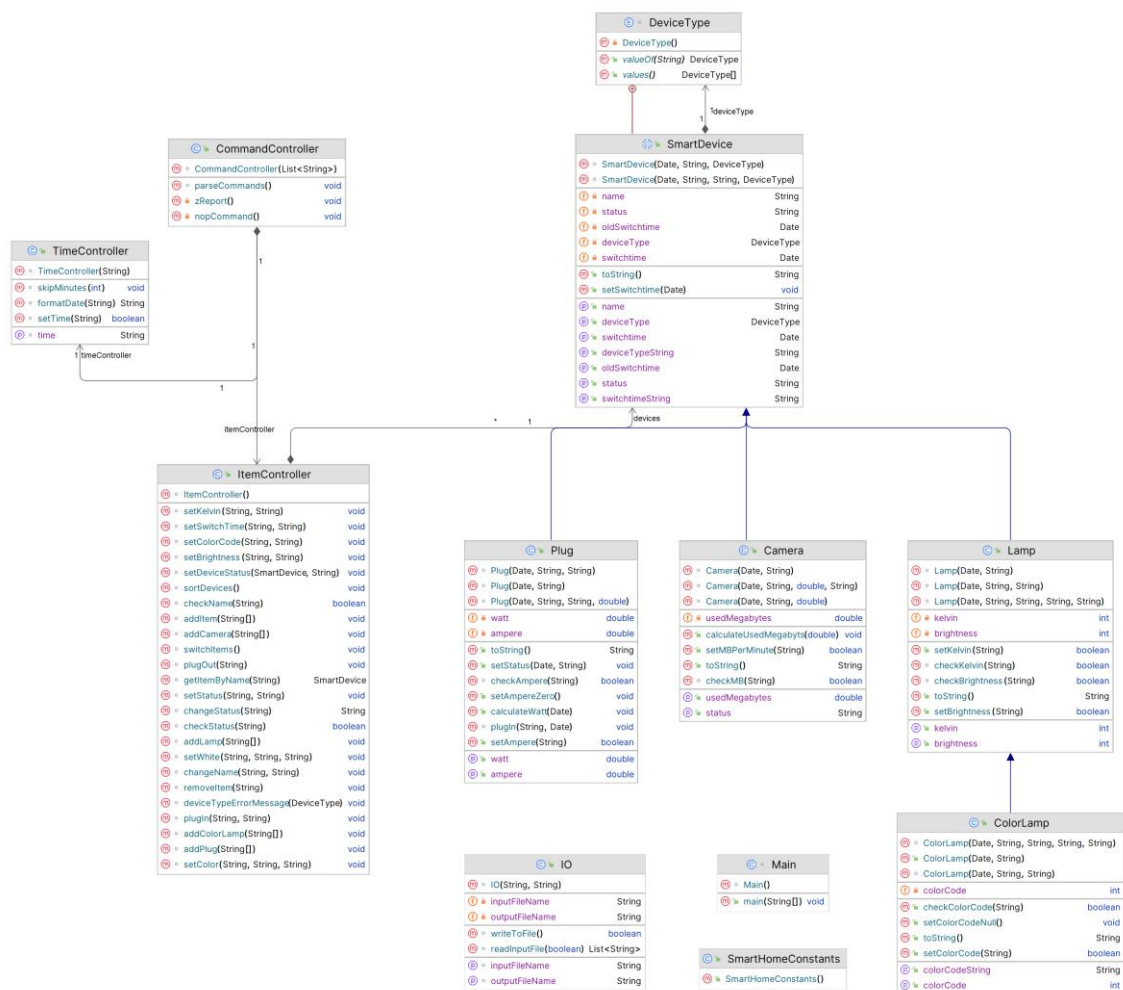 DeviceType
DeviceType()
valueOf(String) DeviceType
values() DeviceType[]
1 deviceType
1
SmartDevice
SmartDevice(Date, String, DeviceType)
SmartDevice(Date, String, String, DeviceType)
name String
status String
oldSwitchtime Date
deviceType DeviceType
switchtime Date
toString() String
setSwitchtime(Date) void
name String
deviceType DeviceType
switchtime Date
deviceTypeString String
oldSwitchtime Date
status String
switchtimeString String
CommandController
CommandController(List<String>)
parseCommands() void
zReport() void
nopCommand() void
1
1
TimeController
TimeController(String)
skipMinutes(int) void
formatDate(String) String
setTime(String) boolean
time String
1 timeController
1
itemController
* 1 devices
ItemController
ItemController()
setKelvin(String, String) void
setSwitchTime(String, String) void
setColorCode(String, String) void
setBrightness(String, String) void
setDeviceStatus(SmartDevice, String) void
sortDevices() void
checkName(String) boolean
addItem(String[]) void
addCamera(String[]) void
switchItems() void
plugOut(String) void
getItemByName(String) SmartDevice
setStatus(String, String) void
changeStatus(String) String
checkStatus(String) boolean
addLamp(String[]) void
setWhite(String, String, String) void
changeName(String, String) void
removeItem(String) void
deviceTypeErrorMessage(DeviceType) void
plugIn(String, String) void
addColorLamp(String[]) void
addPlug(String[]) void
setColor(String, String, String) void
Plug
Plug(Date, String, String)
Plug(Date, String)
Plug(Date, String, String, double)
watt double
ampere double
toString() String
setStatus(Date, String) void
checkAmpere(String) boolean
setAmpereZero() void
calculateWatt(Date) void
plugIn(String, Date) void
setAmpere(String) boolean
watt double
ampere double
Camera
Camera(Date, String)
Camera(Date, String, double, String)
Camera(Date, String, double)
usedMegabytes double
calculateUsedMegabyts(double) void
setMBPerMinute(String) boolean
toString() String
checkMB(String) boolean
usedMegabytes double
status String
Lamp
Lamp(Date, String)
Lamp(Date, String, String)
Lamp(Date, String, String, String, String)
kelvin int
brightness int
setKelvin(String) boolean
checkKelvin(String) boolean
checkBrightness(String) boolean
toString() String
setBrightness(String) boolean
kelvin int
brightness int
ColorLamp
ColorLamp(Date, String, String, String, String)
ColorLamp(Date, String)
ColorLamp(Date, String, String)
colorCode int
checkColorCode(String) boolean
setColorCodeNull() void
toString() String
setColorCode(String) boolean
colorCodeString String
colorCode int
IO
IO(String, String)
inputFileName String
outputFileName String
writeToFile() boolean
readInputFile(boolean) List<String>
inputFileName String
outputFileName String
Main
Main()
main(String[]) void
SmartHomeConstants
SmartHomeConstants()